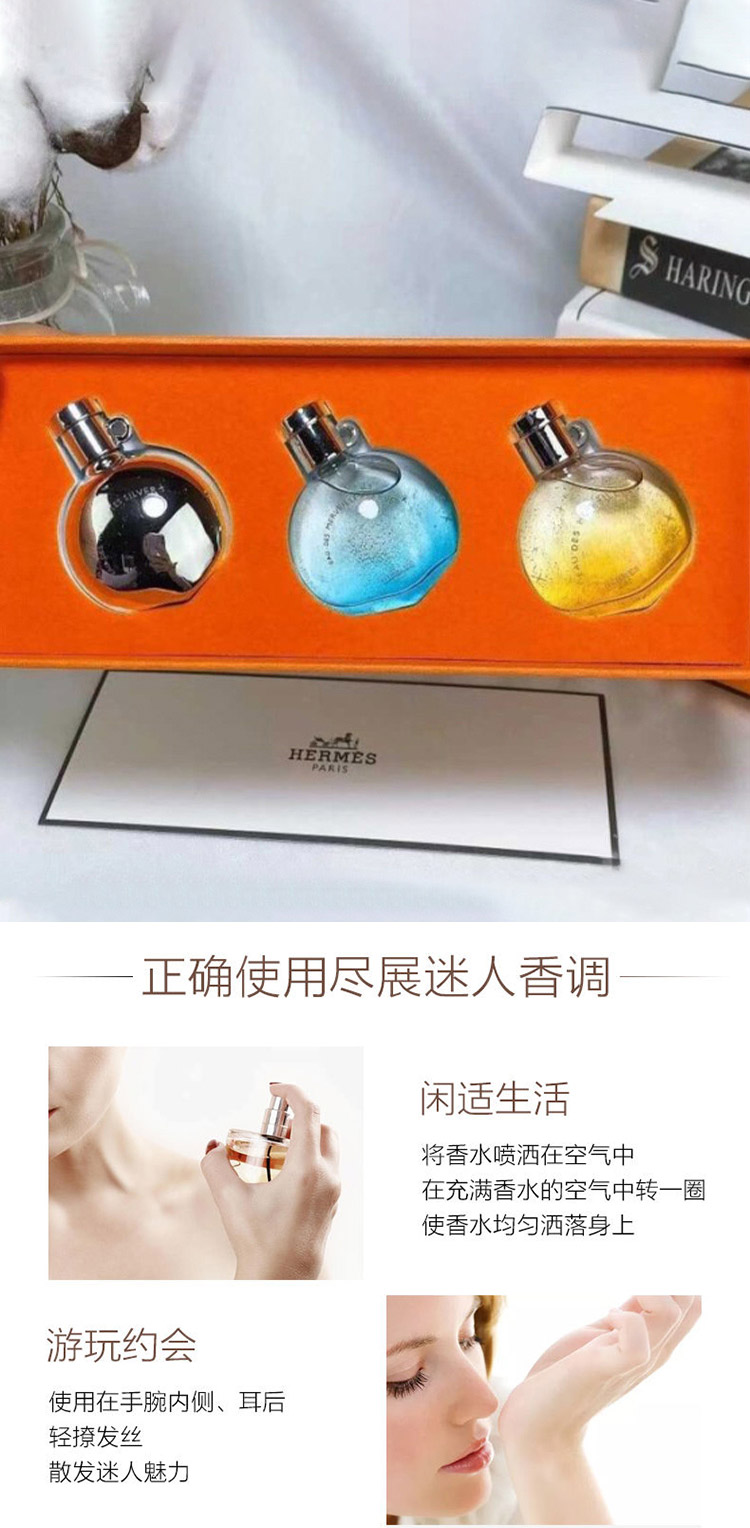 HARING
HERMÈS
PARIS
正确使用尽展迷人香调
闲适生活
将香水喷洒在空气中
在充满香水的空气中转一圈
使香水均匀洒落身上
游玩约会
使用在手腕内侧、耳后
轻撩发丝
散发迷人魅力